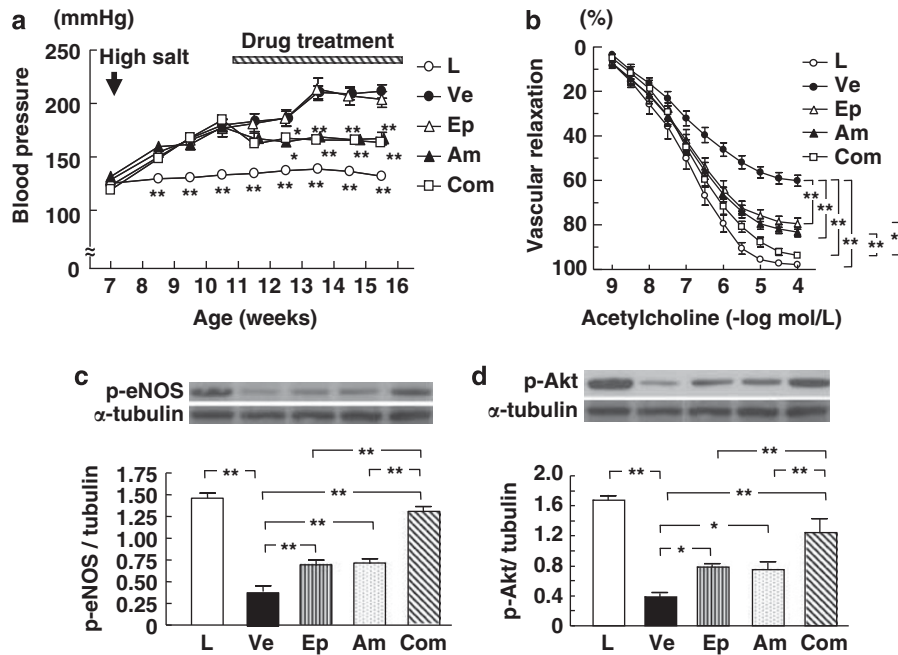 a (mmHg)
High salt
Drug treatment
250
200
150
100
0
Blood pressure
7 8 9 10 11 12 13 14 15 16
Age (weeks)
* ** ** **
* ** ** **
** ** ** ** ** ** ** **
L
Ve
Ep
Am
Com
b (%)
0
20
40
60
80
100
Vascular relaxation
9 8 7 6 5 4
Acetylcholine (-log mol/L)
L
Ve
Ep
Am
Com
** ** ** ** ** *
c
p-eNOS
α-tubulin
1.75
1.50
1.25
0.75
0.50
0.25
0
p-eNOS / tubulin
**
**
**
**
**
**
L Ve Ep Am Com
d
p-Akt
α-tubulin
2.0
1.6
1.2
0.8
0.4
0
p-Akt/ tubulin
**
**
**
**
*
*
L Ve Ep Am Com